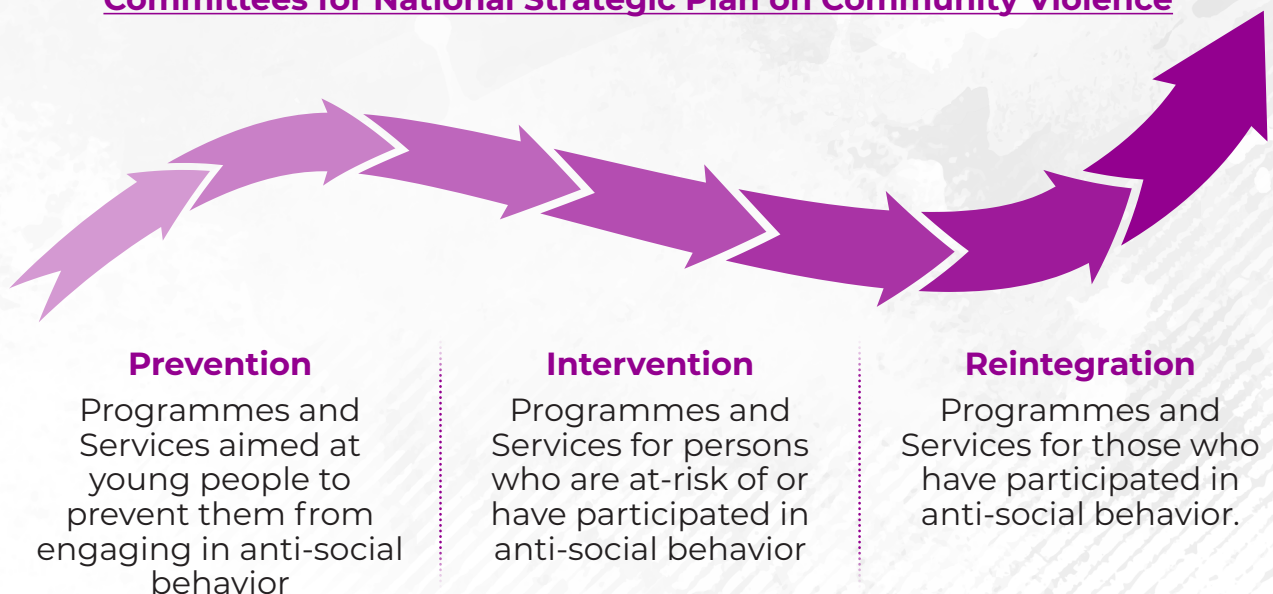 Committees for National Strategic Plan on Community Violence
Prevention
Programmes and
Services aimed at
young people to
prevent them from
engaging in anti-social
behavior
Intervention
Programmes and
Services for persons
who are at-risk of or
have participated in
anti-social behavior
Reintegration
Programmes and
Services for those who
have participated in
anti-social behavior.